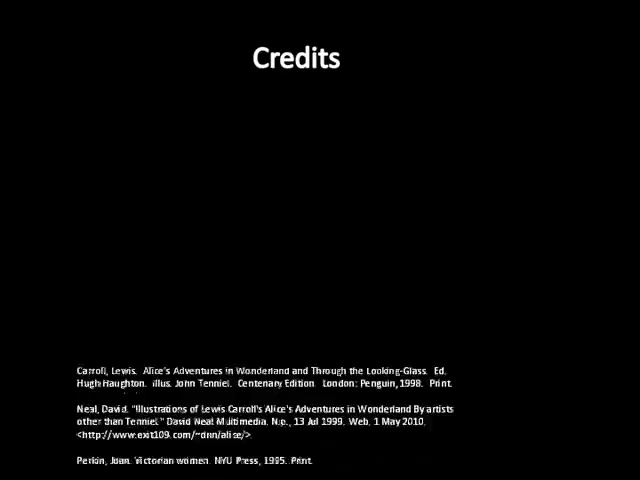 Credits
Carroll, Lewis. Alice's Adventures in Wonderland and Through the Looking-Glass. Ed.
Hugh Haughton. Illus. John Tenniel. Centenary Edition London: Penguin, 1998. Print.
Neal, David. "Illustrations of Lewis Carroll's Alice's Adventures in Wonderland By artists
other than Tenniel." David Neal Multimedia. N.p., 13 Jul 1999. Web. 1 May 2010.
<http://www.exit109.com/~dnn/alice/>.
Perkin, Joan. Victorian women. NYU Press, 1995. Print.